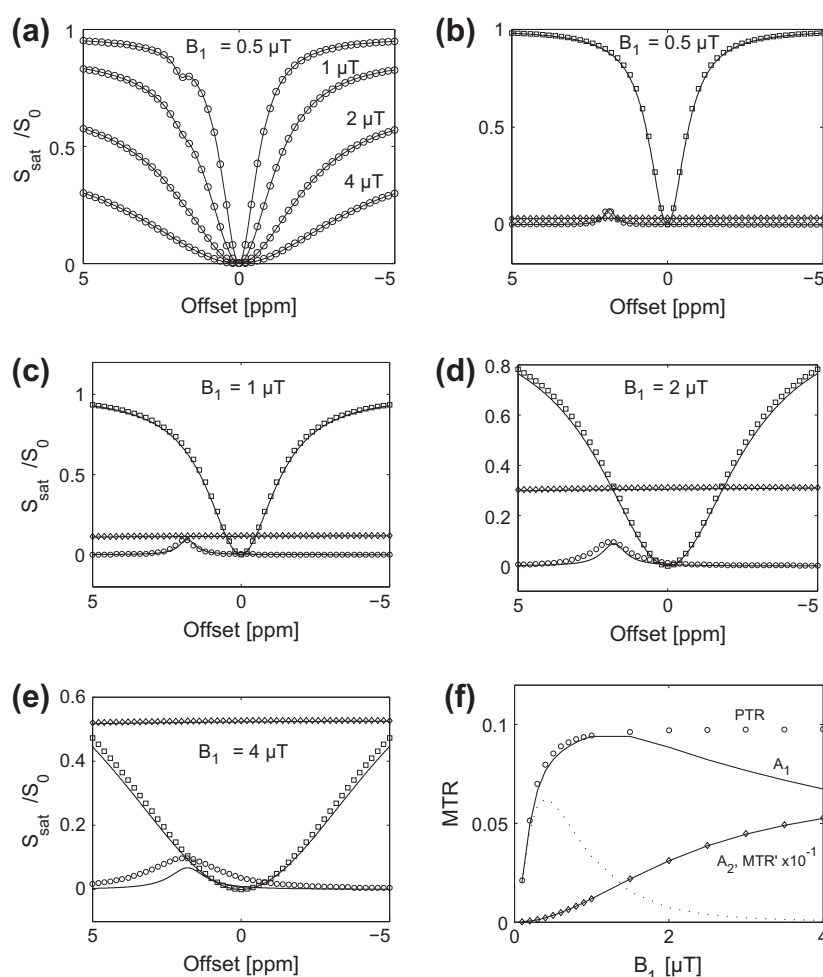 (a)
1
B₁ = 0.5 µT
1 µT
2 µT
4 µT
0.5
0
S_sat /S₀
5
0
−5
Offset [ppm]
(b)
1
B₁ = 0.5 µT
0.5
0
5
0
−5
Offset [ppm]
(c)
1
B₁ = 1 µT
0.5
0
S_sat /S₀
5
0
-5
Offset [ppm]
(d)
0.8
B₁ = 2 µT
0.6
0.4
0.2
0
5
0
-5
Offset [ppm]
(e)
0.6
B₁ = 4 µT
0.4
0.2
0
S_sat /S₀
5
0
-5
Offset [ppm]
(f)
0.1
PTR
A₁
0.05
A₂, MTR' x10⁻¹
0
MTR
0
2
4
B₁ [µT]